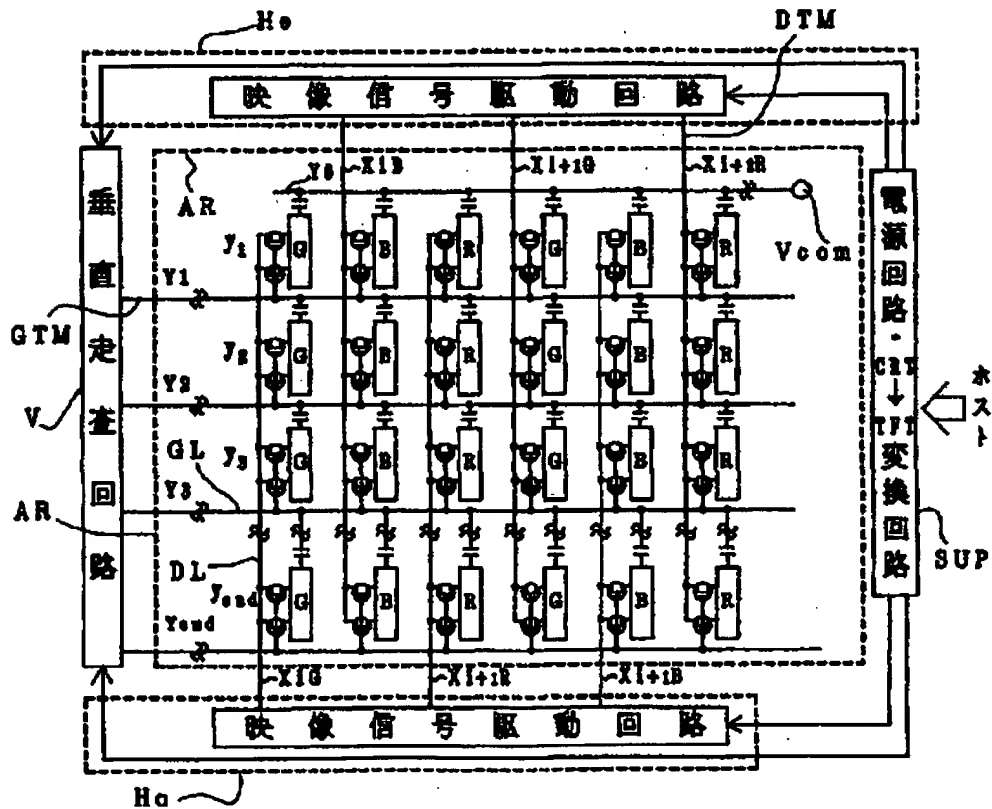 He
DTM
映像信号駆動回路
XiB
Xi+1G
Xi+2R
Y0
AR
Vcom
垂直走査回路
電源回路・CRT→TFT変換回路
ホスト
SUP
y1
G B R G B R
Y1
GTM
y2
G B R G B R
Y2
V
y3
G B R G B R
GL
Y3
AR
DL
yend
G B R G B R
Yend
XiG
Xi+1R
Xi+1B
映像信号駆動回路
Ho